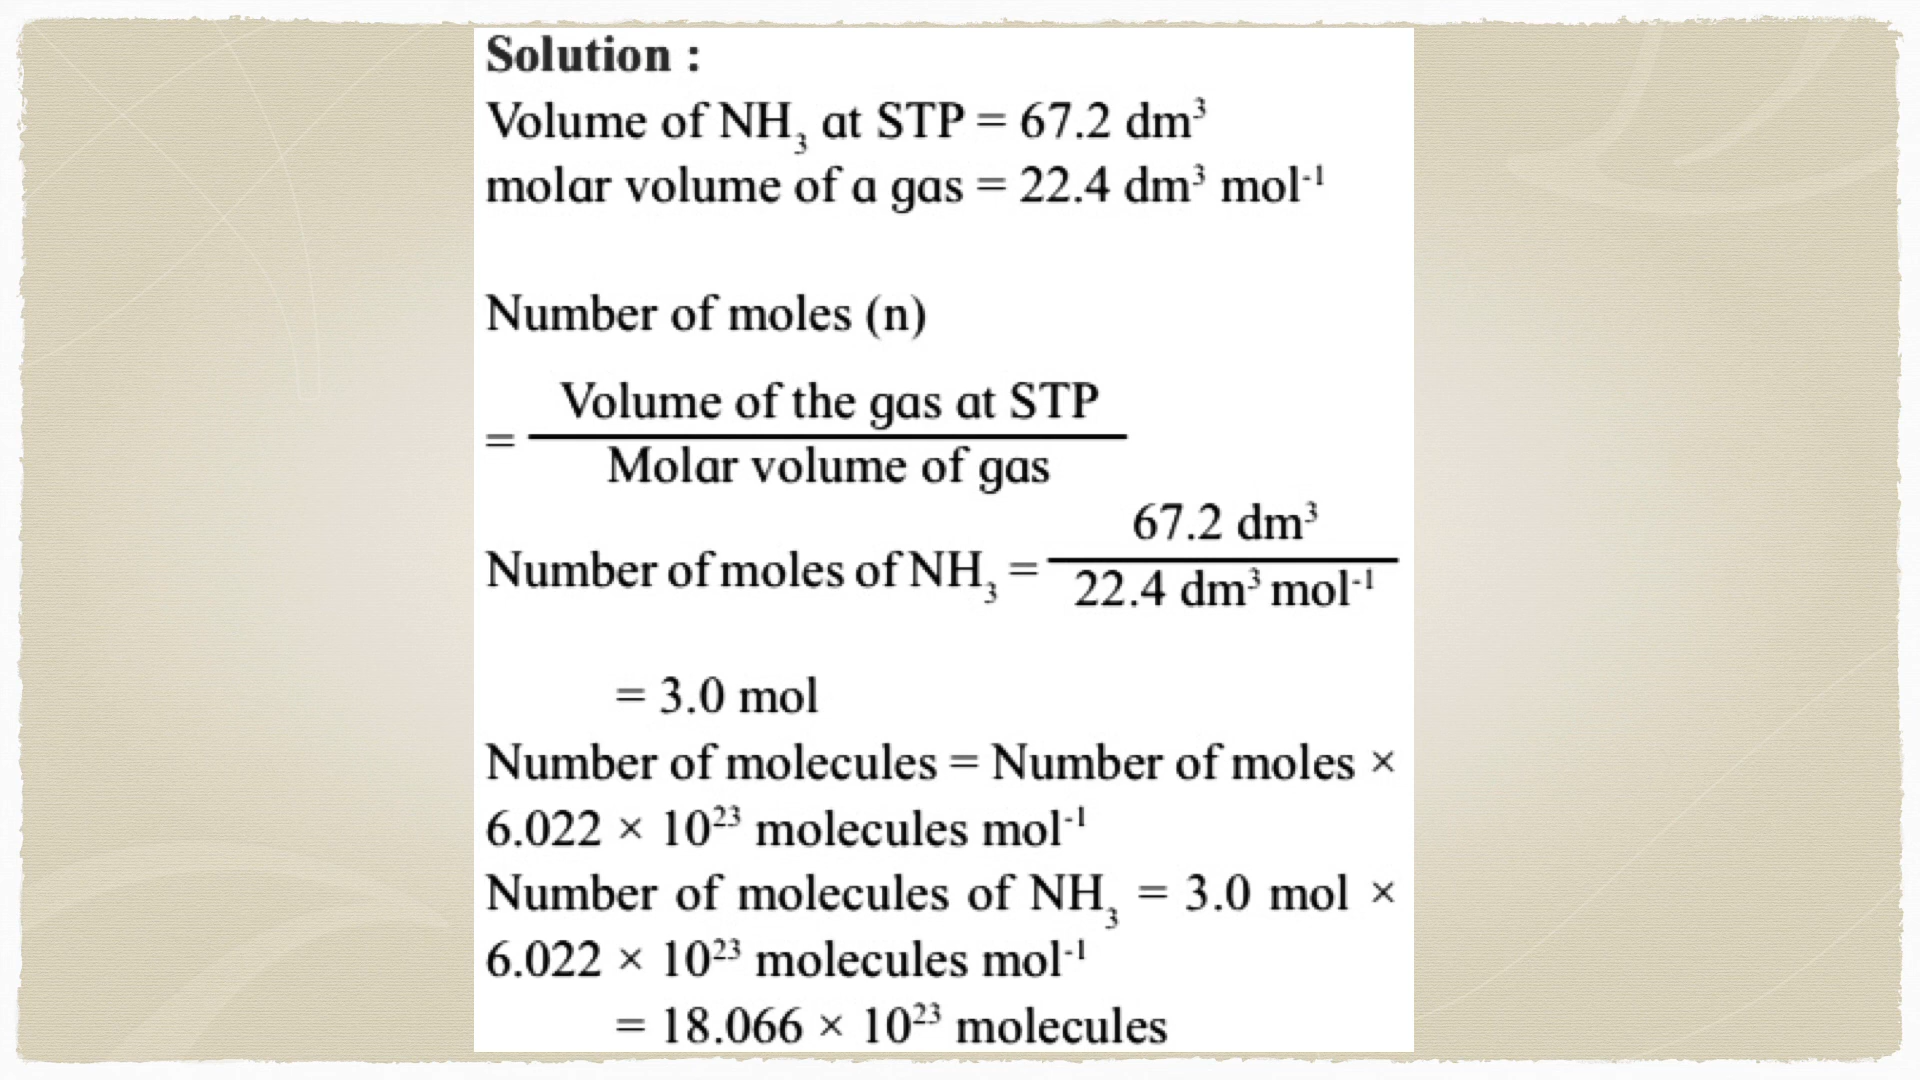 Solution :
Volume of NH₃ at STP = 67.2 dm³
molar volume of a gas = 22.4 dm³ mol⁻¹
Number of moles (n)
Volume of the gas at STP
=
Molar volume of gas
67.2 dm³
Number of moles of NH₃ =
22.4 dm³ mol⁻¹
= 3.0 mol
Number of molecules = Number of moles ×
6.022 × 10²³ molecules mol⁻¹
Number of molecules of NH₃ = 3.0 mol ×
6.022 × 10²³ molecules mol⁻¹
= 18.066 × 10²³ molecules